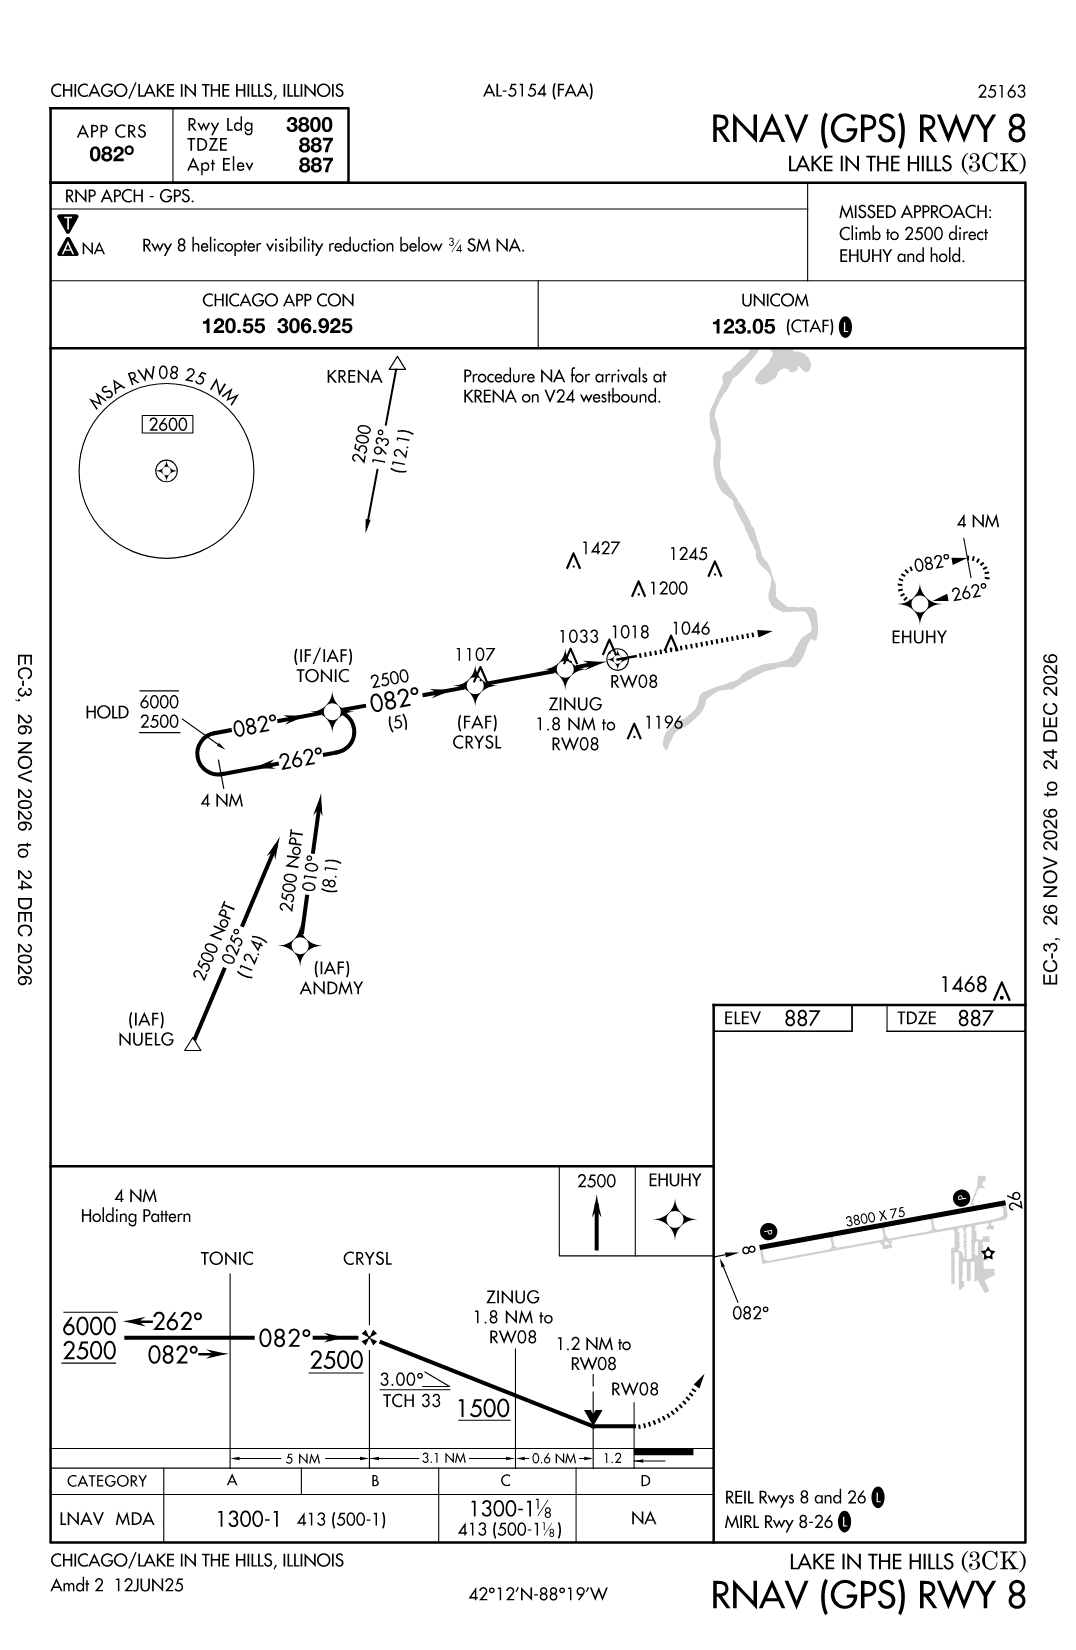 CHICAGO/LAKE IN THE HILLS, ILLINOIS
AL-5154 (FAA)
25163
RNAV (GPS) RWY 8
LAKE IN THE HILLS (3CK)
APP CRS
082°
Rwy Ldg 3800
TDZE 887
Apt Elev 887
RNP APCH - GPS.
T
A NA
Rwy 8 helicopter visibility reduction below ¾ SM NA.
MISSED APPROACH:
Climb to 2500 direct
EHUHY and hold.
CHICAGO APP CON
120.55 306.925
UNICOM
123.05 (CTAF) L
MSA RW08 25 NM
2600
KRENA
2500
193°
(12.1)
Procedure NA for arrivals at
KRENA on V24 westbound.
4 NM
082°
262°
EHUHY
1427
1245
1200
1033
1018
1046
1107
1196
1468
(IF/IAF)
TONIC
HOLD
6000
2500
082°
262°
4 NM
2500
082°
(5)
(FAF)
CRYSL
ZINUG
1.8 NM to
RW08
RW08
2500 NoPT
010°
(8.1)
(IAF)
ANDMY
2500 NoPT
025°
(12.4)
(IAF)
NUELG
EC-3, 26 NOV 2026 to 24 DEC 2026
EC-3, 26 NOV 2026 to 24 DEC 2026
ELEV 887
TDZE 887
P
P
3800 X 75
8
26
082°
REIL Rwys 8 and 26 L
MIRL Rwy 8-26 L
4 NM
Holding Pattern
2500
EHUHY
TONIC
CRYSL
ZINUG
1.8 NM to
RW08
1.2 NM to
RW08
RW08
6000
2500
262°
082°
082°
2500
3.00°
TCH 33
1500
5 NM
3.1 NM
0.6 NM
1.2
CATEGORY A B C D
LNAV MDA
1300-1 413 (500-1)
1300-1⅛
413 (500-1⅛)
NA
CHICAGO/LAKE IN THE HILLS, ILLINOIS
Amdt 2 12JUN25
42°12'N-88°19'W
LAKE IN THE HILLS (3CK)
RNAV (GPS) RWY 8